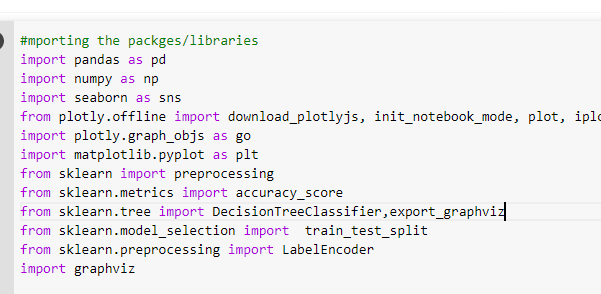 #mporting the packges/libraries
import pandas as pd
import numpy as np
import seaborn as sns
from plotly.offline import download_plotlyjs, init_notebook_mode, plot,
import plotly.graph_objs as go
import matplotlib.pyplot as plt
from sklearn import preprocessing
from sklearn.metrics import accuracy_score
from sklearn.tree import DecisionTreeClassifier,export_graphviz
from sklearn.model_selection import  train_test_split
from sklearn.preprocessing import LabelEncoder
import graphviz